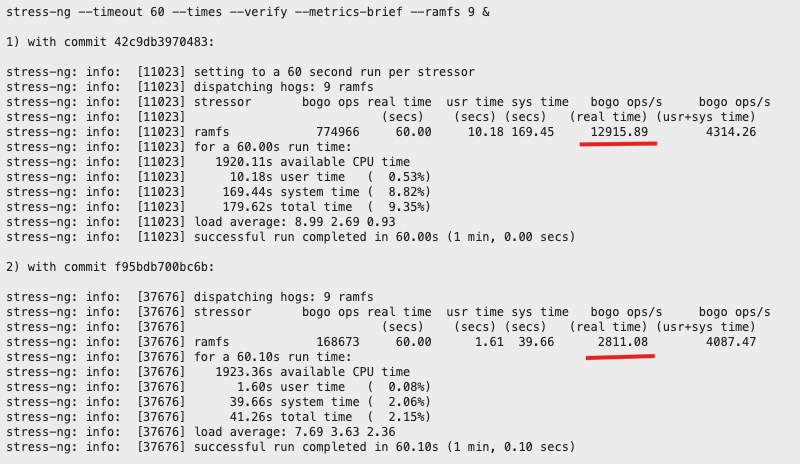 stress-ng --timeout 60 --times --verify --metrics-brief --ramfs 9 &
1) with commit 42c9db3970483:
stress-ng: info:  [11023] setting to a 60 second run per stressor
stress-ng: info:  [11023] dispatching hogs: 9 ramfs
stress-ng: info:  [11023] stressor       bogo ops real time  usr time sys time   bogo ops/s     bogo ops/s
stress-ng: info:  [11023]                           (secs)    (secs) (secs)   (real time) (usr+sys time)
stress-ng: info:  [11023] ramfs            774966    60.00     10.18 169.45     12915.89        4314.26
stress-ng: info:  [11023] for a 60.00s run time:
stress-ng: info:  [11023]    1920.11s available CPU time
stress-ng: info:  [11023]      10.18s user time   (  0.53%)
stress-ng: info:  [11023]     169.44s system time (  8.82%)
stress-ng: info:  [11023]     179.62s total time  (  9.35%)
stress-ng: info:  [11023] load average: 8.99 2.69 0.93
stress-ng: info:  [11023] successful run completed in 60.00s (1 min, 0.00 secs)
2) with commit f95bdb700bc6b:
stress-ng: info:  [37676] dispatching hogs: 9 ramfs
stress-ng: info:  [37676] stressor       bogo ops real time  usr time sys time   bogo ops/s     bogo ops/s
stress-ng: info:  [37676]                           (secs)    (secs) (secs)   (real time) (usr+sys time)
stress-ng: info:  [37676] ramfs            168673    60.00      1.61  39.66      2811.08        4087.47
stress-ng: info:  [37676] for a 60.10s run time:
stress-ng: info:  [37676]    1923.36s available CPU time
stress-ng: info:  [37676]       1.60s user time   (  0.08%)
stress-ng: info:  [37676]      39.66s system time (  2.06%)
stress-ng: info:  [37676]      41.26s total time  (  2.15%)
stress-ng: info:  [37676] load average: 7.69 3.63 2.36
stress-ng: info:  [37676] successful run completed in 60.10s (1 min, 0.10 secs)